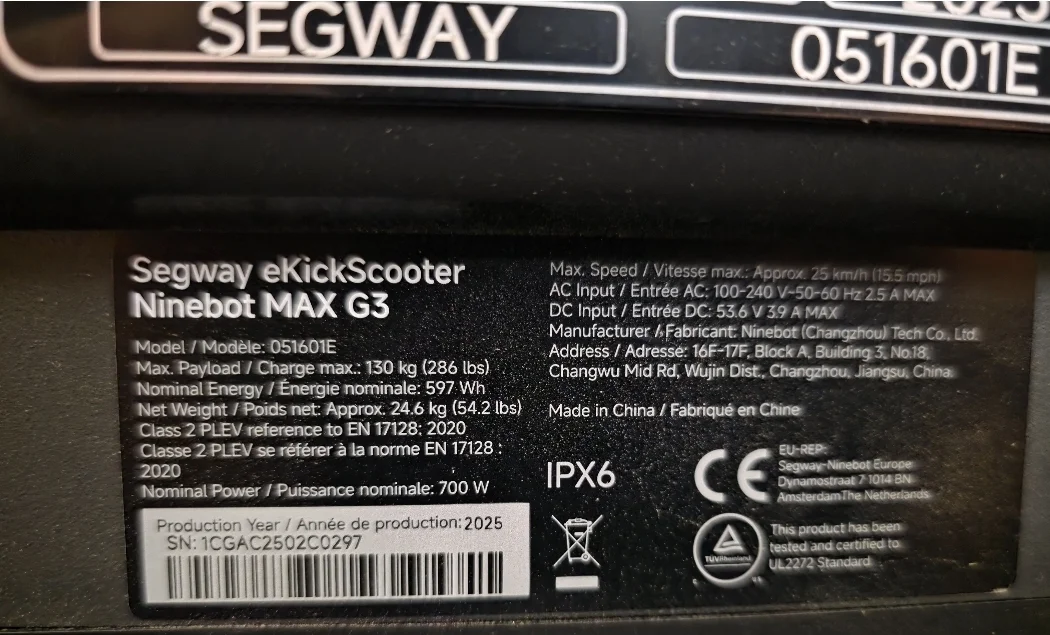 SEGWAY
2025
051601E
Segway eKickScooter
Ninebot MAX G3
Model / Modèle: 051601E
Max. Payload / Charge max.: 130 kg (286 lbs)
Nominal Energy / Énergie nominale: 597 Wh
Net Weight / Poids net: Approx. 24.6 kg (54.2 lbs)
Class 2 PLEV reference to EN 17128: 2020
Classe 2 PLEV se référer à la norme EN 17128 :
2020
Nominal Power / Puissance nominale: 700 W
Production Year / Année de production: 2025
SN: 1CGAC2502C0297
Max. Speed / Vitesse max.: Approx. 25 km/h (15.5 mph)
AC Input / Entrée AC: 100-240 V~50-60 Hz 2.5 A MAX
DC Input / Entrée DC: 53.6 V 3.9 A MAX
Manufacturer / Fabricant: Ninebot (Changzhou) Tech Co., Ltd.
Address / Adresse: 16F-17F, Block A, Building 3, No.18,
Changwu Mid Rd, Wujin Dist., Changzhou, Jiangsu, China.
Made in China / Fabriqué en Chine
IPX6
CE
EU-REP:
Segway-Ninebot Europe
Dynamostraat 7 1014 BN
Amsterdam The Netherlands
TÜVRheinland
This product has been
tested and certified to
UL2272 Standard